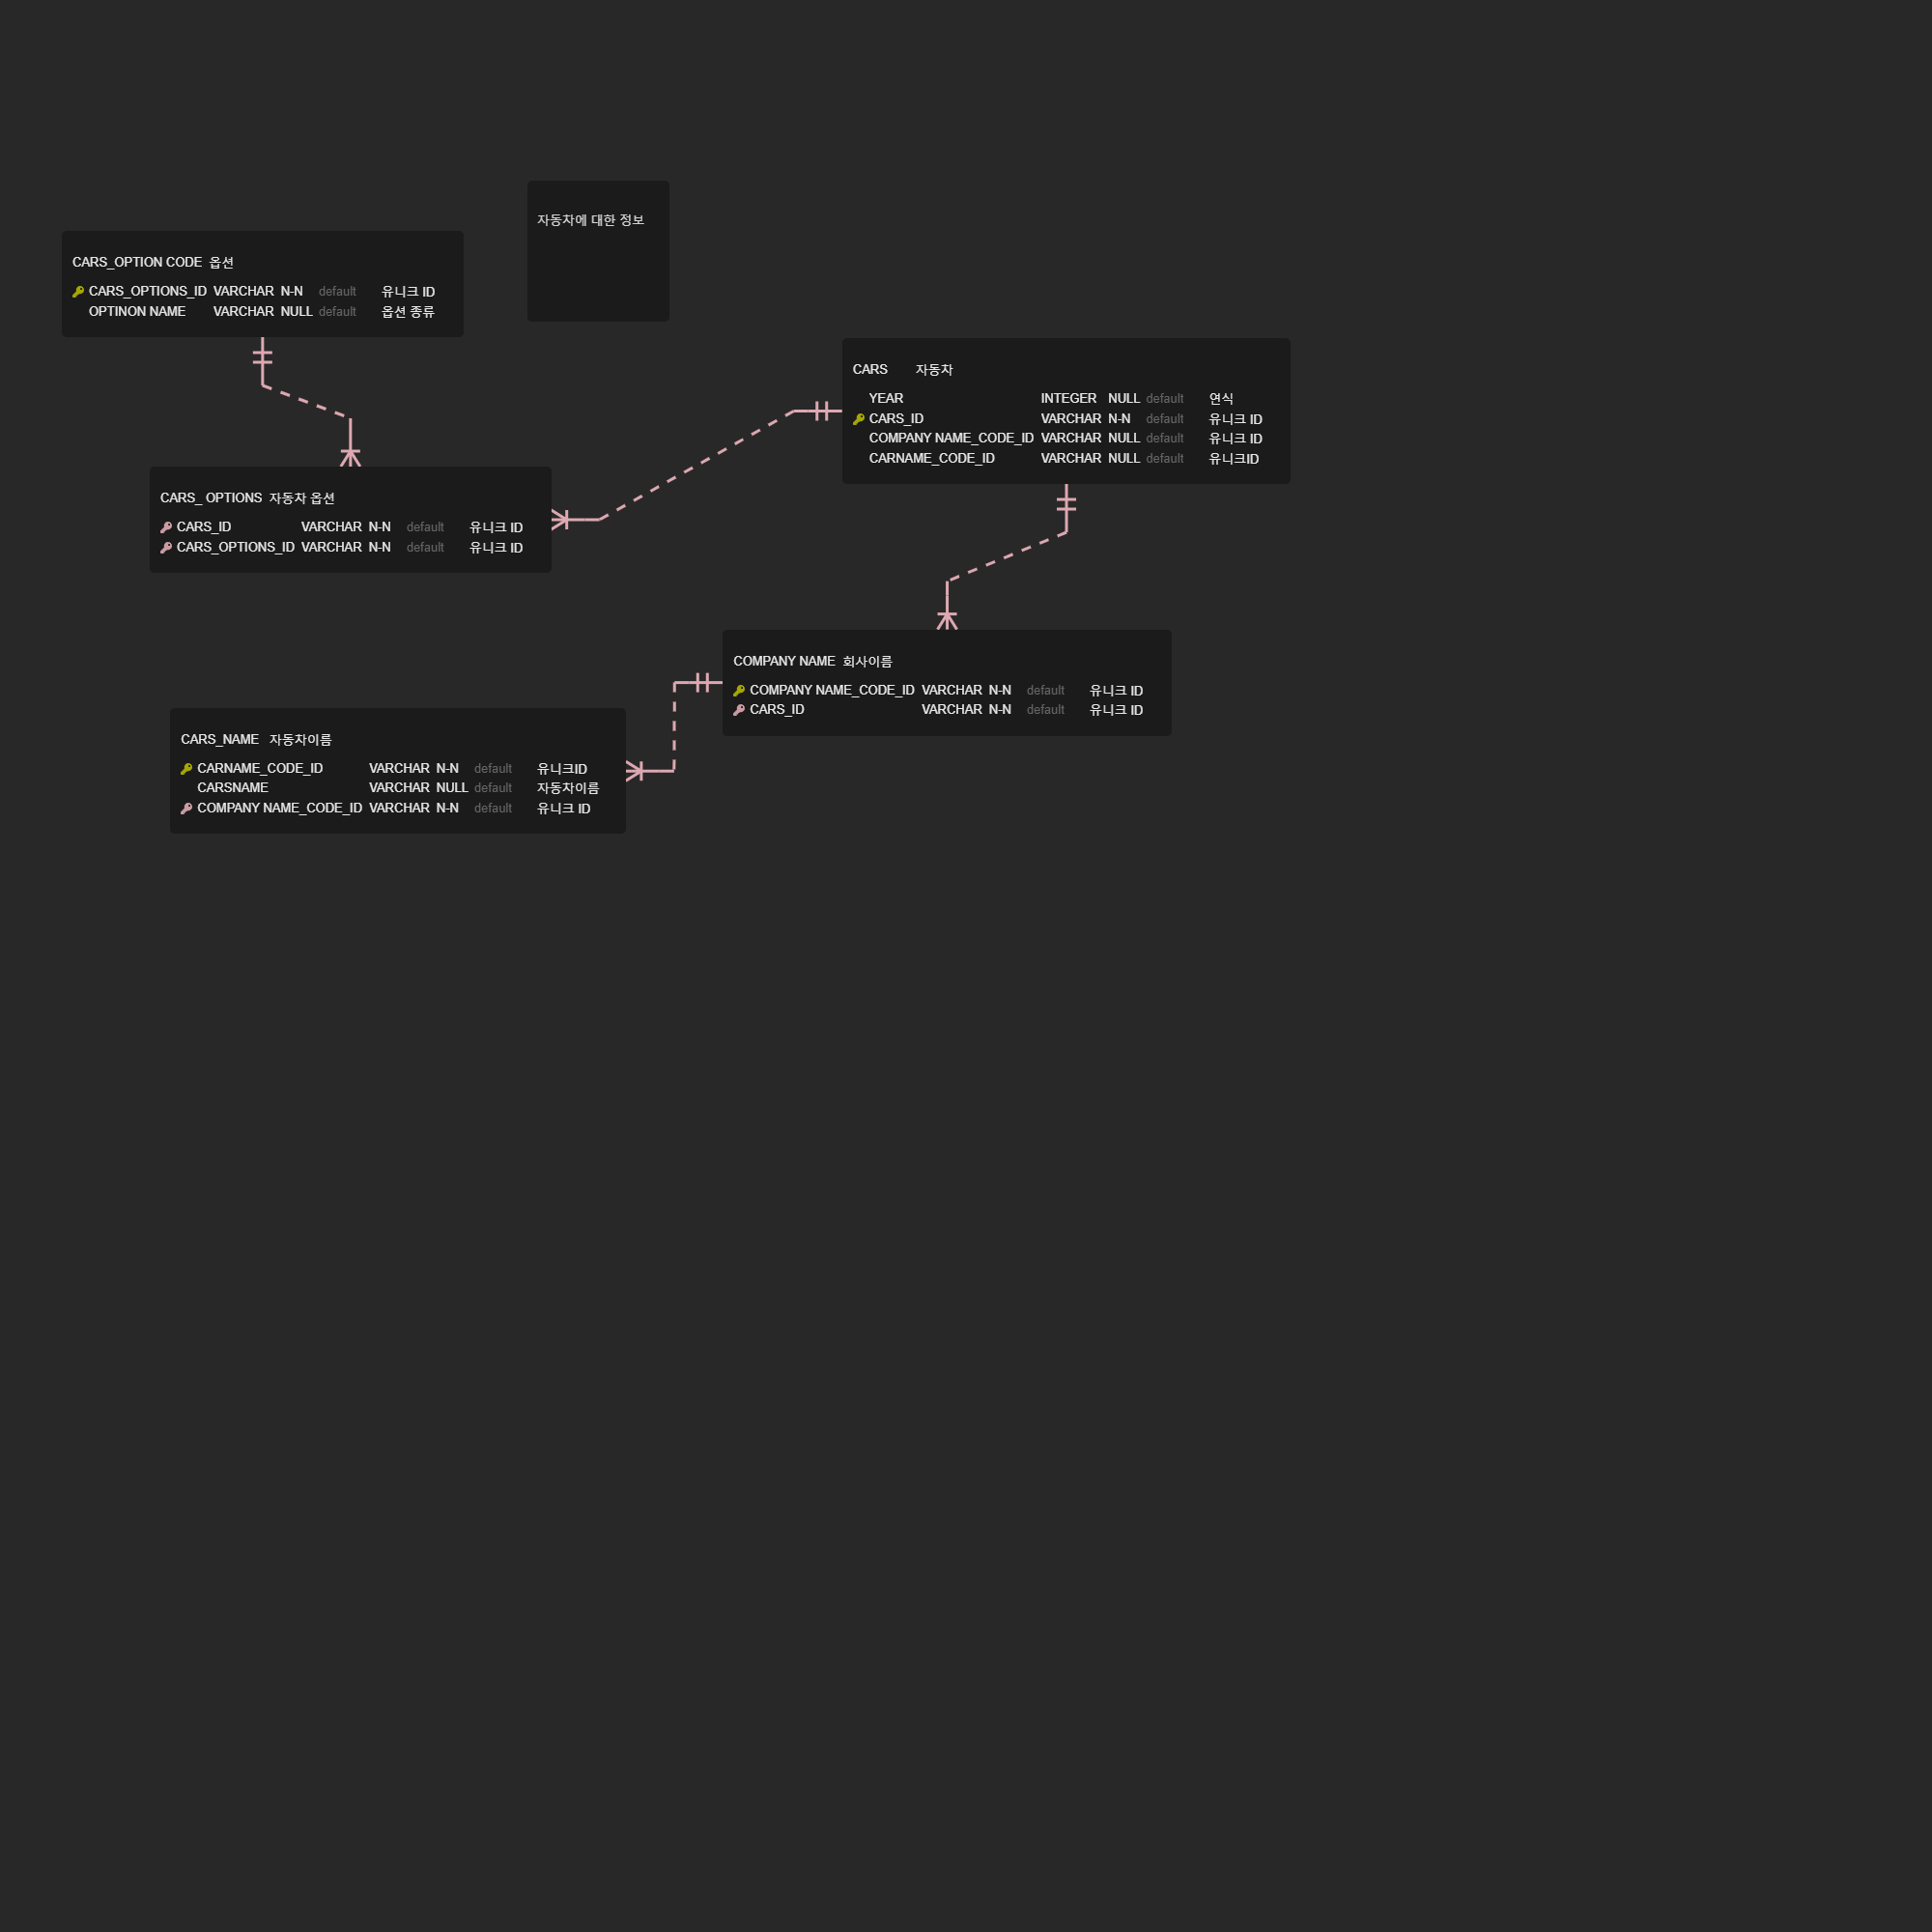 자동차에 대한 정보
CARS_OPTION CODE 옵션
CARS_OPTIONS_ID VARCHAR N-N default 유니크 ID
OPTINON NAME VARCHAR NULL default 옵션 종류
CARS 자동차
YEAR INTEGER NULL default 연식
CARS_ID VARCHAR N-N default 유니크 ID
COMPANY NAME_CODE_ID VARCHAR NULL default 유니크 ID
CARNAME_CODE_ID VARCHAR NULL default 유니크ID
CARS_ OPTIONS 자동차 옵션
CARS_ID VARCHAR N-N default 유니크 ID
CARS_OPTIONS_ID VARCHAR N-N default 유니크 ID
COMPANY NAME 회사이름
COMPANY NAME_CODE_ID VARCHAR N-N default 유니크 ID
CARS_ID VARCHAR N-N default 유니크 ID
CARS_NAME 자동차이름
CARNAME_CODE_ID VARCHAR N-N default 유니크ID
CARSNAME VARCHAR NULL default 자동차이름
COMPANY NAME_CODE_ID VARCHAR N-N default 유니크 ID